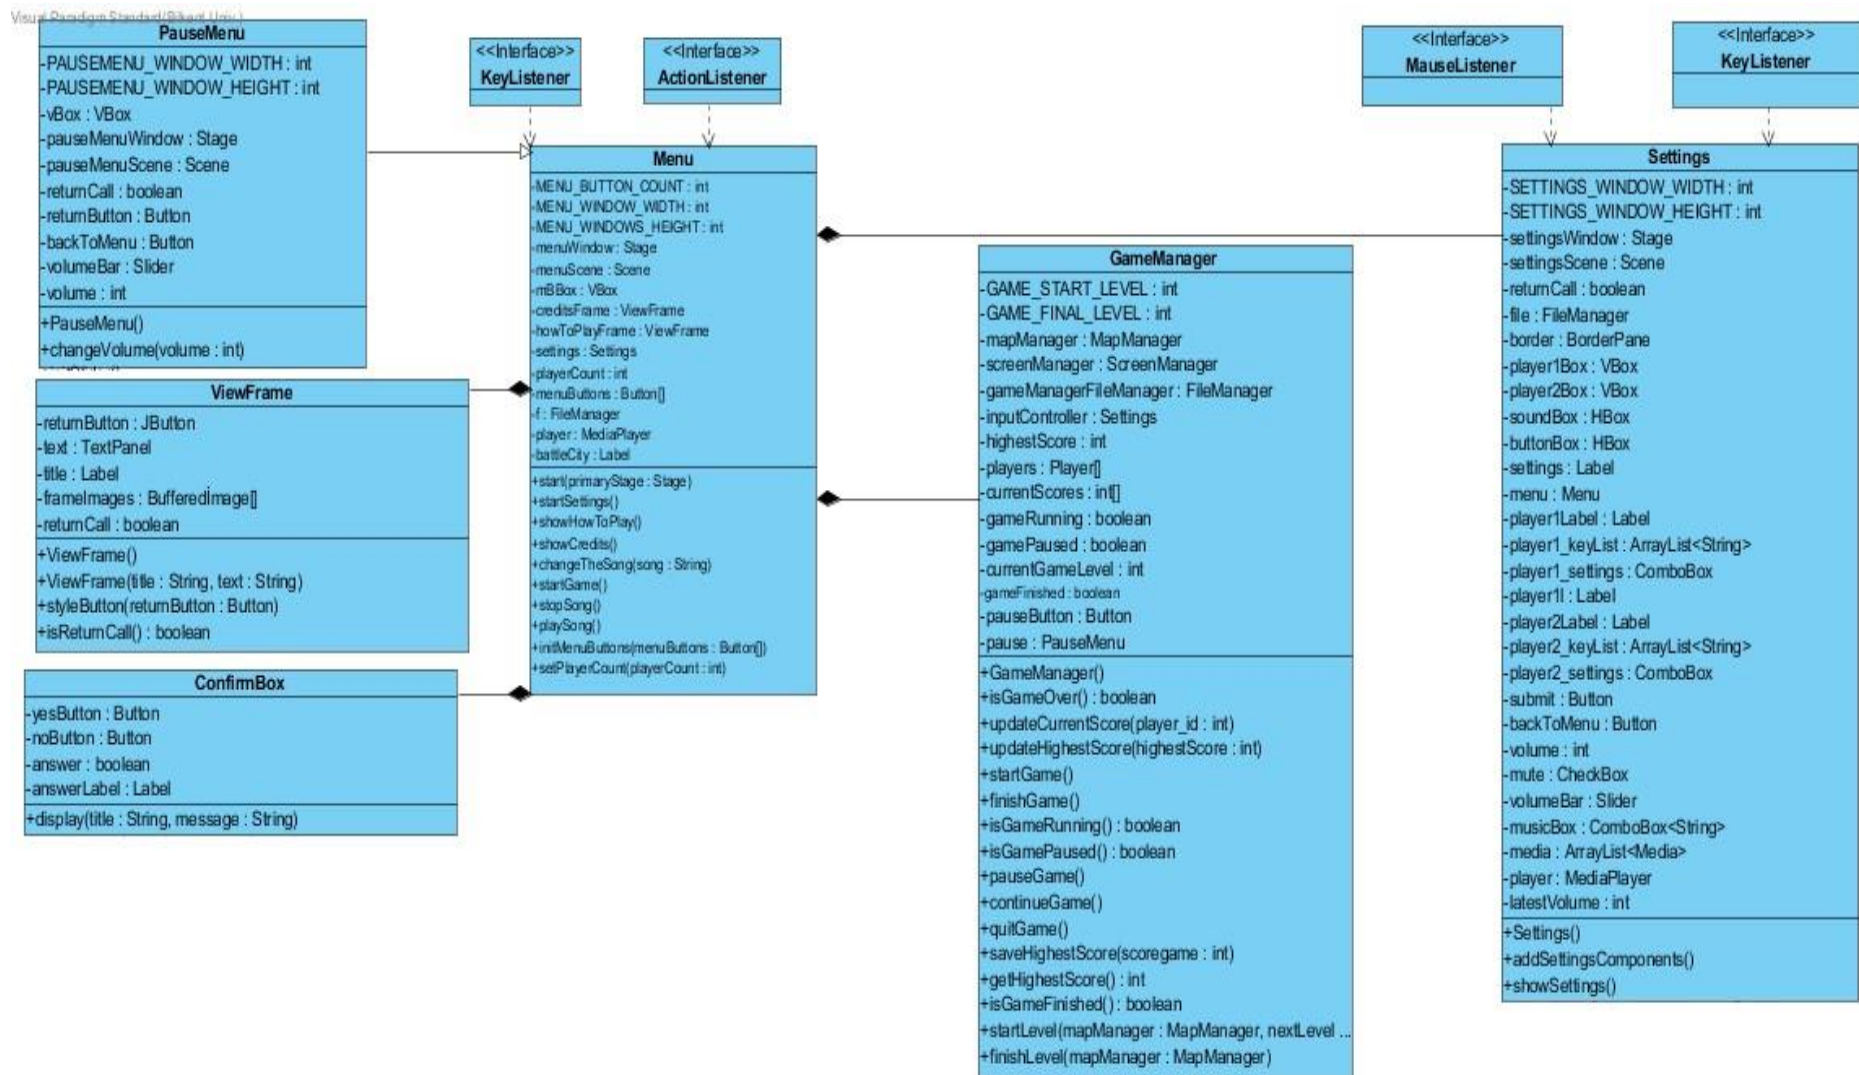 Visual Paradigm Standard(Bilkent Univ.)
PauseMenu
-PAUSEMENU_WINDOW_WIDTH : int
-PAUSEMENU_WINDOW_HEIGHT : int
-vBox : VBox
-pauseMenuWindow : Stage
-pauseMenuScene : Scene
-returnCall : boolean
-returnButton : Button
-backToMenu : Button
-volumeBar : Slider
-volume : int
+PauseMenu()
+changeVolume(volume : int)
ViewFrame
-returnButton : JButton
-text : TextPanel
-title : Label
-frameImages : Bufferedİmage[]
-returnCall : boolean
+ViewFrame()
+ViewFrame(title : String, text : String)
+styleButton(returnButton : Button)
+isReturnCall() : boolean
ConfirmBox
-yesButton : Button
-noButton : Button
-answer : boolean
-answerLabel : Label
+display(title : String, message : String)
<<Interface>>
KeyListener
<<Interface>>
ActionListener
Menu
-MENU_BUTTON_COUNT : int
-MENU_WINDOW_WIDTH : int
-MENU_WINDOWS_HEIGHT : int
-menuWindow : Stage
-menuScene : Scene
-mBBox : VBox
-creditsFrame : ViewFrame
-howToPlayFrame : ViewFrame
-settings : Settings
-playerCount : int
-menuButtons : Button[]
-f : FileManager
-player : MediaPlayer
-battleCity : Label
+start(primaryStage : Stage)
+startSettings()
+showHowToPlay()
+showCredits()
+changeTheSong(song : String)
+startGame()
+stopSong()
+playSong()
+initMenuButtons(menuButtons : Button[])
+setPlayerCount(playerCount : int)
GameManager
-GAME_START_LEVEL : int
-GAME_FINAL_LEVEL : int
-mapManager : MapManager
-screenManager : ScreenManager
-gameManagerFileManager : FileManager
-inputController : Settings
-highestScore : int
-players : Player[]
-currentScores : int[]
-gameRunning : boolean
-gamePaused : boolean
-currentGameLevel : int
-gameFinished : boolean
-pauseButton : Button
-pause : PauseMenu
+GameManager()
+isGameOver() : boolean
+updateCurrentScore(player_id : int)
+updateHighestScore(highestScore : int)
+startGame()
+finishGame()
+isGameRunning() : boolean
+isGamePaused() : boolean
+pauseGame()
+continueGame()
+quitGame()
+saveHighestScore(scoregame : int)
+getHighestScore() : int
+isGameFinished() : boolean
+startLevel(mapManager : MapManager, nextLevel ...
+finishLevel(mapManager : MapManager)
<<Interface>>
MauseListener
<<Interface>>
KeyListener
Settings
-SETTINGS_WINDOW_WIDTH : int
-SETTINGS_WINDOW_HEIGHT : int
-settingsWindow : Stage
-settingsScene : Scene
-returnCall : boolean
-file : FileManager
-border : BorderPane
-player1Box : VBox
-player2Box : VBox
-soundBox : HBox
-buttonBox : HBox
-settings : Label
-menu : Menu
-player1Label : Label
-player1_keyList : ArrayList<String>
-player1_settings : ComboBox
-player1l : Label
-player2Label : Label
-player2_keyList : ArrayList<String>
-player2_settings : ComboBox
-submit : Button
-backToMenu : Button
-volume : int
-mute : CheckBox
-volumeBar : Slider
-musicBox : ComboBox<String>
-media : ArrayList<Media>
-player : MediaPlayer
-latestVolume : int
+Settings()
+addSettingsComponents()
+showSettings()